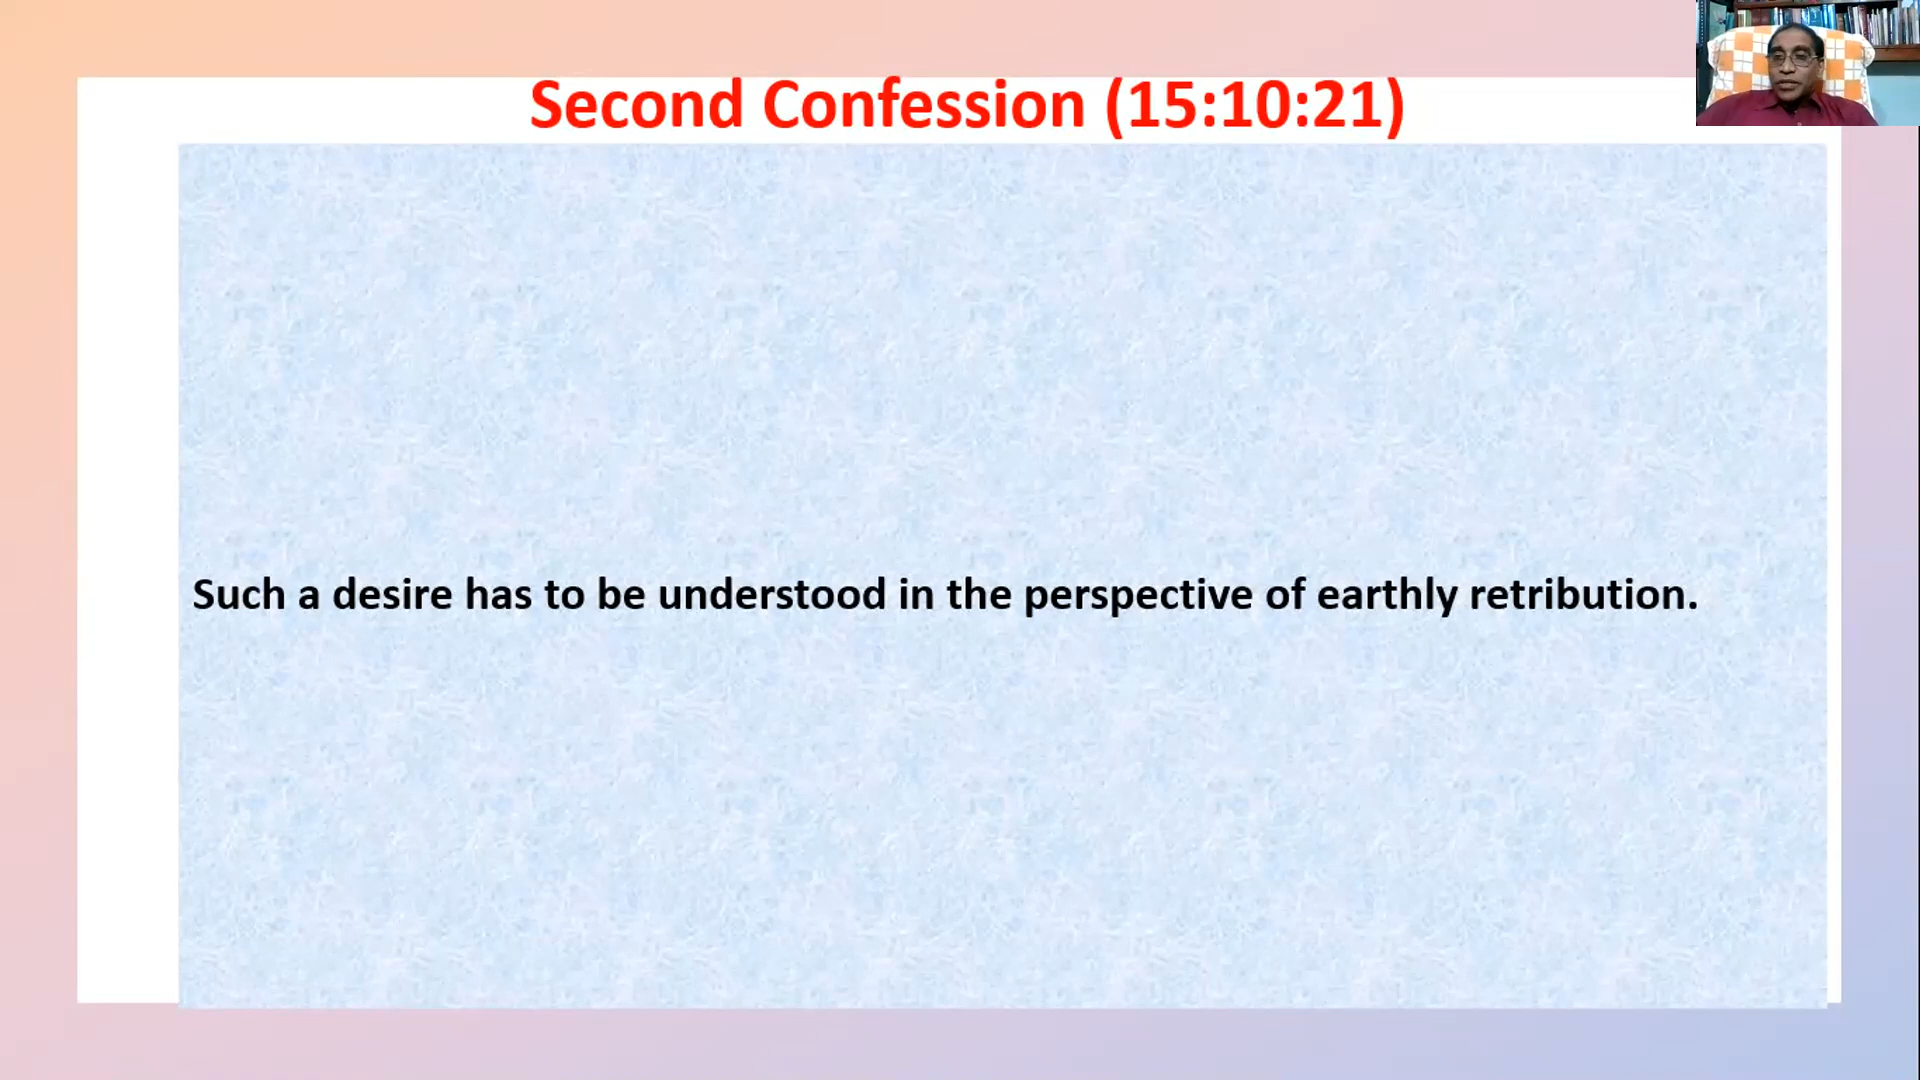 Second Confession (15:10:21)
Such a desire has to be understood in the perspective of earthly retribution.